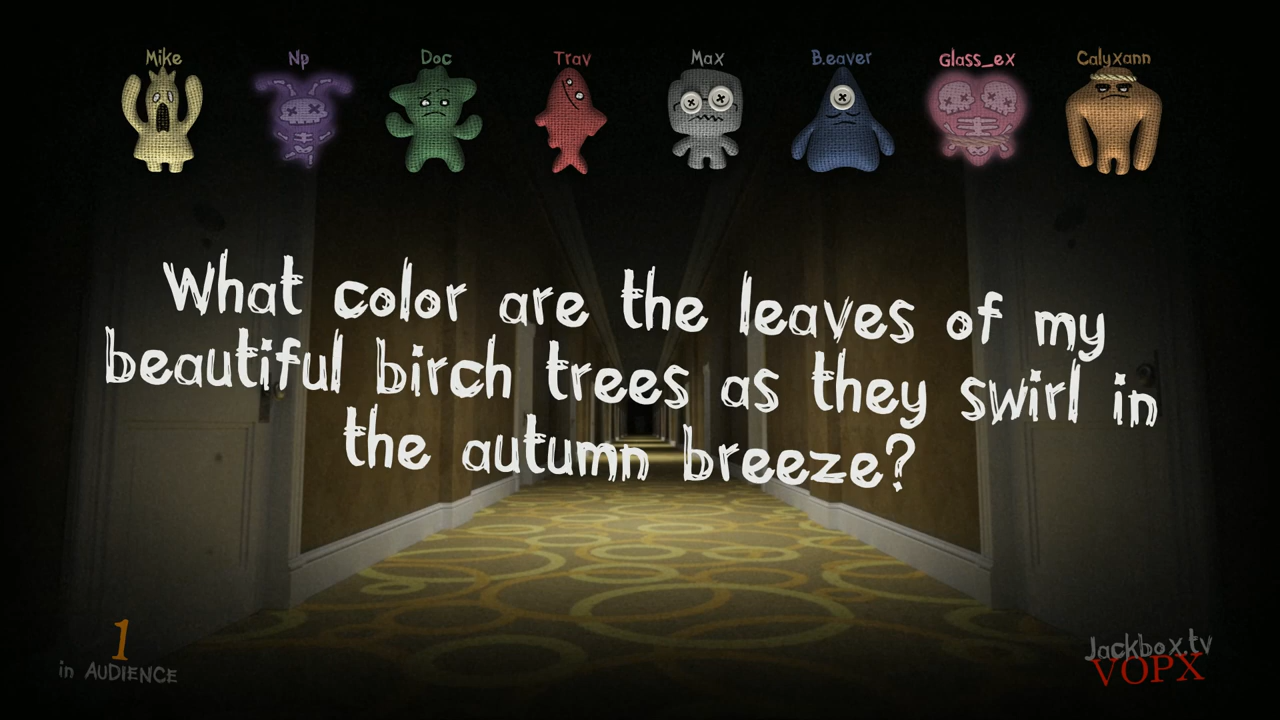 Mike
Np
Doc
Trav
Max
B.eaver
Glass_ex
Calyxann
What color are the leaves of my
beautiful birch trees as they swirl in
the autumn breeze?
1
in AUDIENCE
Jackbox.tv
VOPX